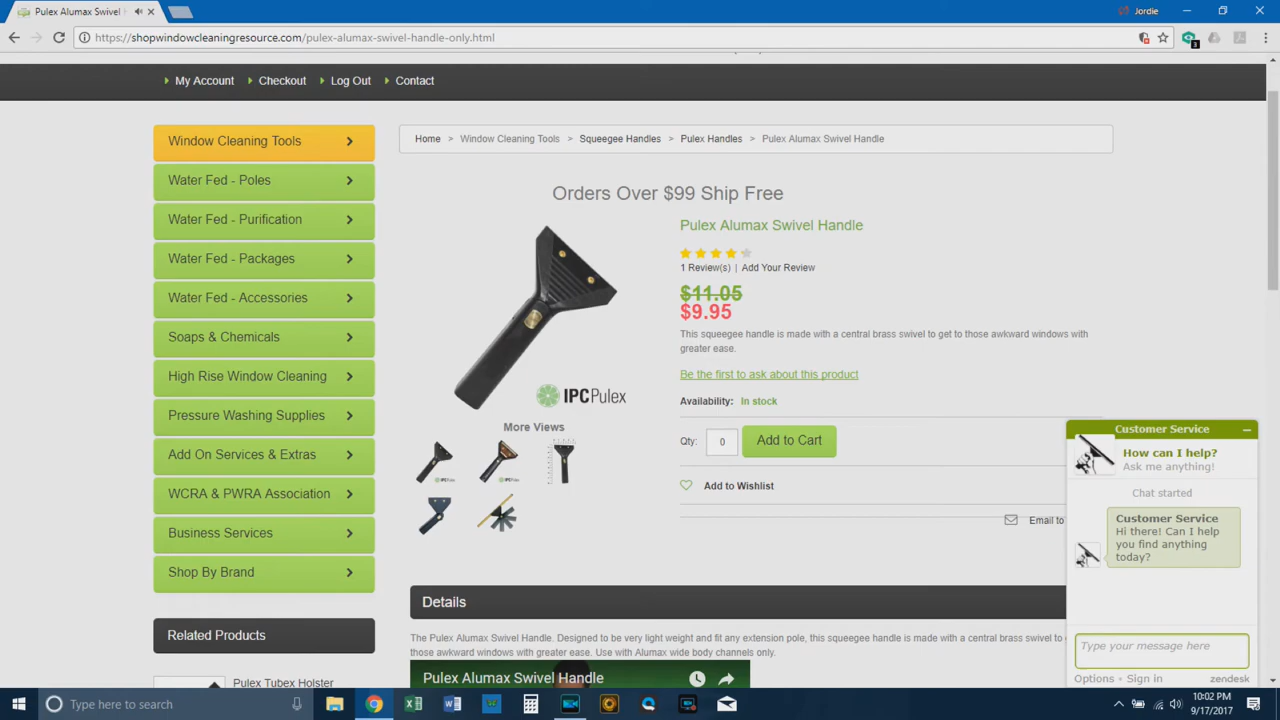 Pulex Alumax Swivel
Jordie
https://shopwindowcleaningresource.com/pulex-alumax-swivel-handle-only.html
3
My Account
Checkout
Log Out
Contact
Window Cleaning Tools
Water Fed - Poles
Water Fed - Purification
Water Fed - Packages
Water Fed - Accessories
Soaps & Chemicals
High Rise Window Cleaning
Pressure Washing Supplies
Add On Services & Extras
WCRA & PWRA Association
Business Services
Shop By Brand
Related Products
Pulex Tubex Holster
Home > Window Cleaning Tools > Squeegee Handles > Pulex Handles > Pulex Alumax Swivel Handle
Orders Over $99 Ship Free
IPC Pulex
More Views
Pulex Alumax Swivel Handle
1 Review(s) | Add Your Review
$11.05
$9.95
This squeegee handle is made with a central brass swivel to get to those awkward windows with
greater ease.
Be the first to ask about this product
Availability: In stock
Qty: 0 Add to Cart
Add to Wishlist
Email to
Details
The Pulex Alumax Swivel Handle. Designed to be very light weight and fit any extension pole, this squeegee handle is made with a central brass swivel to
those awkward windows with greater ease. Use with Alumax wide body channels only.
Pulex Alumax Swivel Handle
Customer Service
How can I help?
Ask me anything!
Chat started
Customer Service
Hi there! Can I help
you find anything
today?
Type your message here
Options • Sign in
zendesk
Type here to search
10:02 PM
9/17/2017